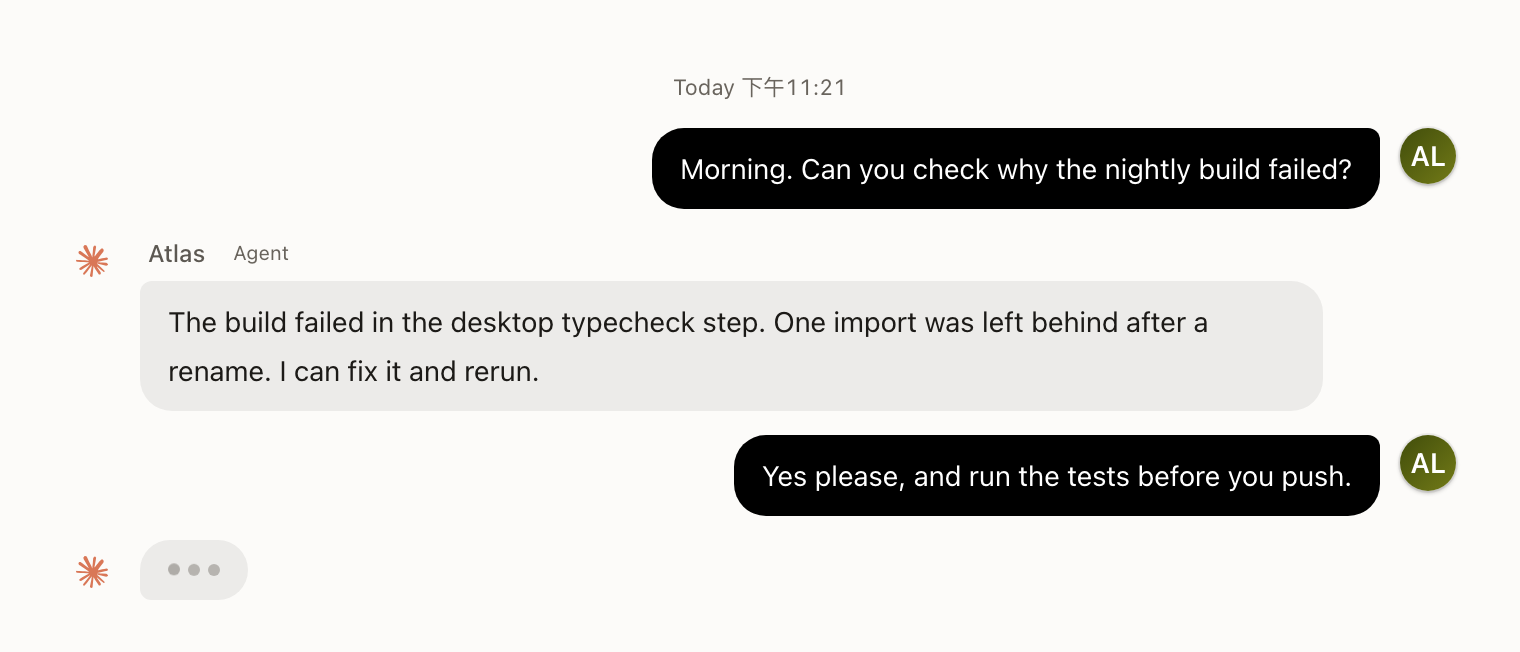 Today 下午11:21
Morning. Can you check why the nightly build failed?
AL
Atlas Agent
The build failed in the desktop typecheck step. One import was left behind after a
rename. I can fix it and rerun.
Yes please, and run the tests before you push.
AL